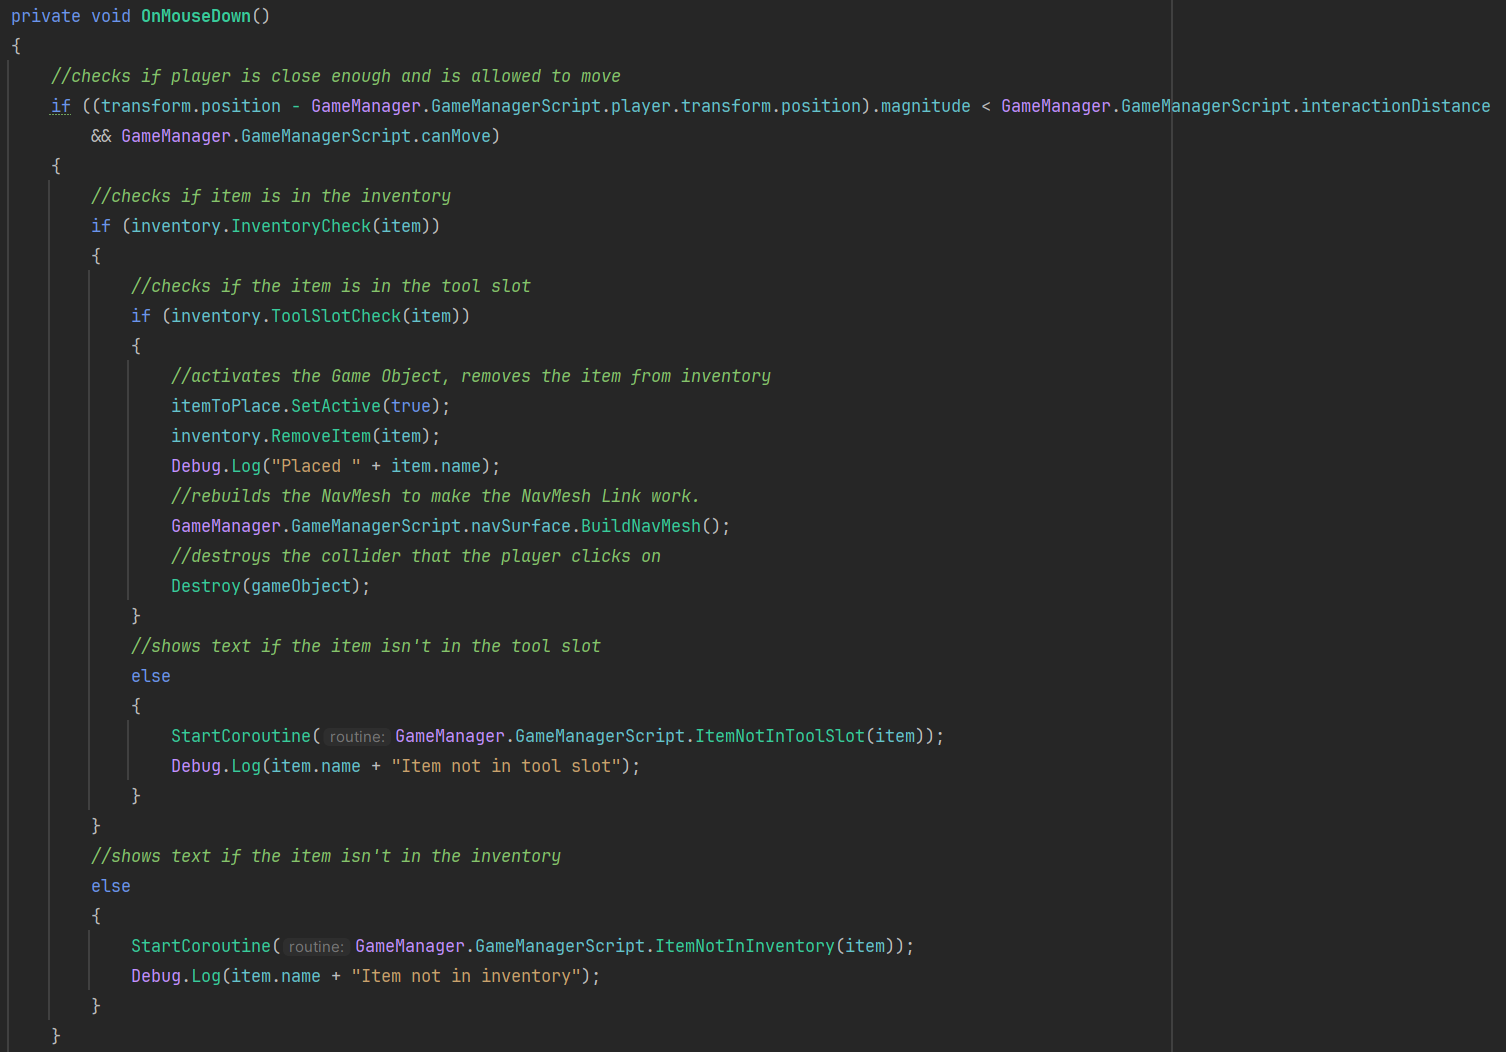 private void OnMouseDown()
{
    //checks if player is close enough and is allowed to move
    if ((transform.position - GameManager.GameManagerScript.player.transform.position).magnitude < GameManager.GameManagerScript.interactionDistance
        && GameManager.GameManagerScript.canMove)
    {
        //checks if item is in the inventory
        if (inventory.InventoryCheck(item))
        {
            //checks if the item is in the tool slot
            if (inventory.ToolSlotCheck(item))
            {
                //activates the Game Object, removes the item from inventory
                itemToPlace.SetActive(true);
                inventory.RemoveItem(item);
                Debug.Log("Placed " + item.name);
                //rebuilds the NavMesh to make the NavMesh Link work.
                GameManager.GameManagerScript.navSurface.BuildNavMesh();
                //destroys the collider that the player clicks on
                Destroy(gameObject);
            }
            //shows text if the item isn't in the tool slot
            else
            {
                StartCoroutine( routine: GameManager.GameManagerScript.ItemNotInToolSlot(item));
                Debug.Log(item.name + "Item not in tool slot");
            }
        }
        //shows text if the item isn't in the inventory
        else
        {
            StartCoroutine( routine: GameManager.GameManagerScript.ItemNotInInventory(item));
            Debug.Log(item.name + "Item not in inventory");
        }
    }